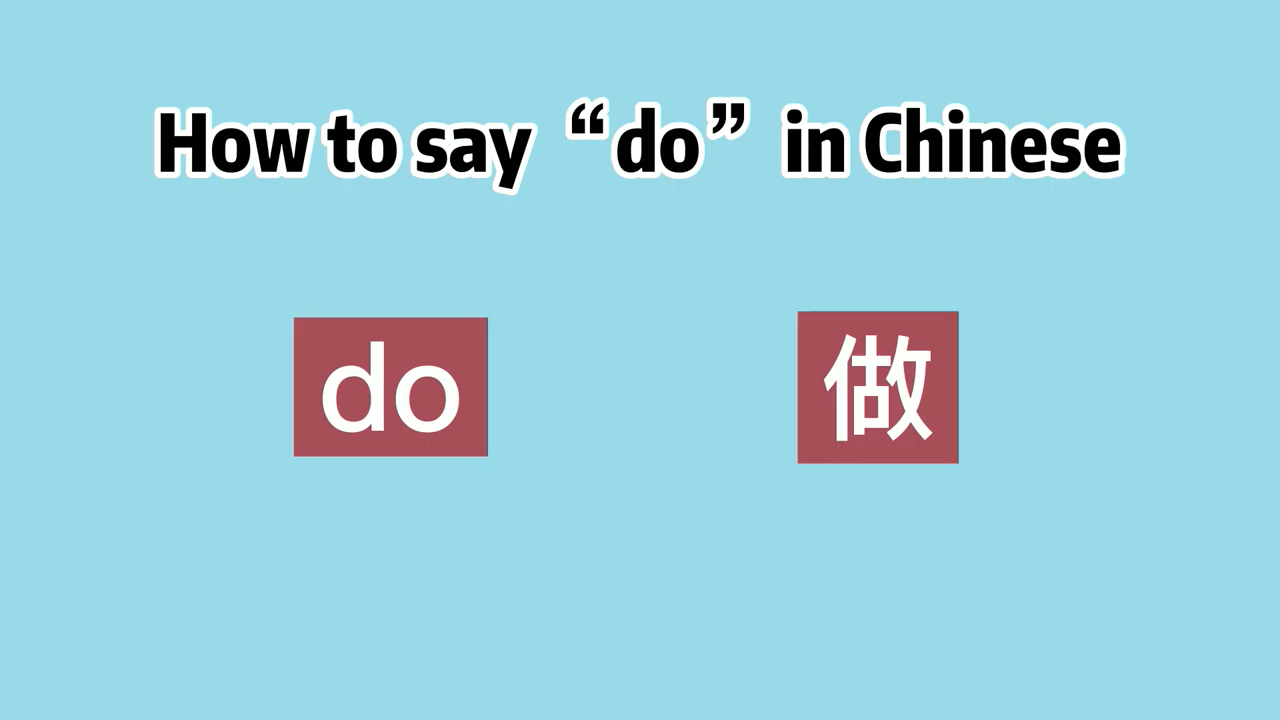 How to say “do” in Chinese
do
做